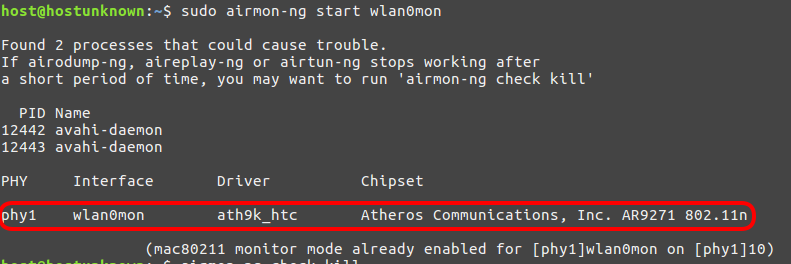 host@hostunknown:~$ sudo airmon-ng start wlan0mon
Found 2 processes that could cause trouble.
If airodump-ng, aireplay-ng or airtun-ng stops working after
a short period of time, you may want to run 'airmon-ng check kill'
PID Name
12442 avahi-daemon
12443 avahi-daemon
PHY Interface Driver Chipset
phy1 wlan0mon ath9k_htc Atheros Communications, Inc. AR9271 802.11n
(mac80211 monitor mode already enabled for [phy1]wlan0mon on [phy1]10)